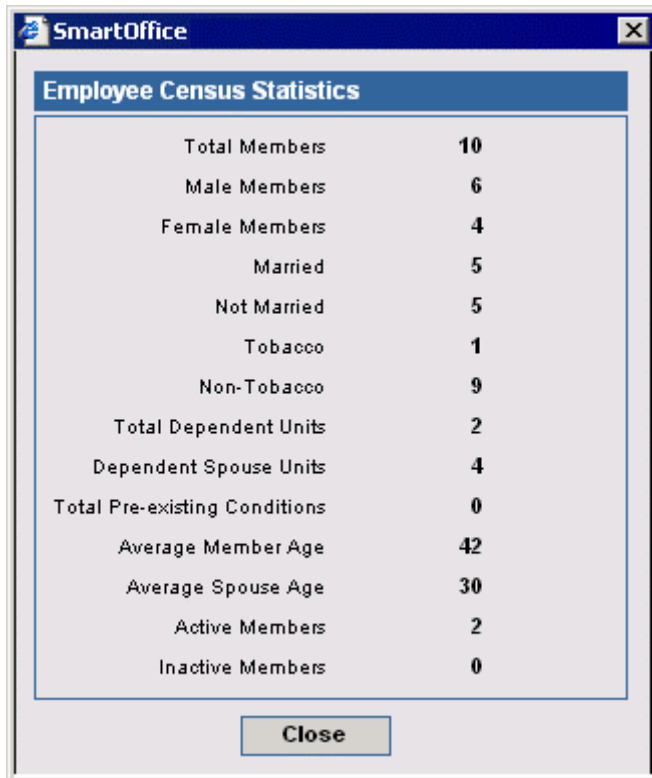 SmartOffice
Employee Census Statistics
Total Members 10
Male Members 6
Female Members 4
Married 5
Not Married 5
Tobacco 1
Non-Tobacco 9
Total Dependent Units 2
Dependent Spouse Units 4
Total Pre-existing Conditions 0
Average Member Age 42
Average Spouse Age 30
Active Members 2
Inactive Members 0
Close